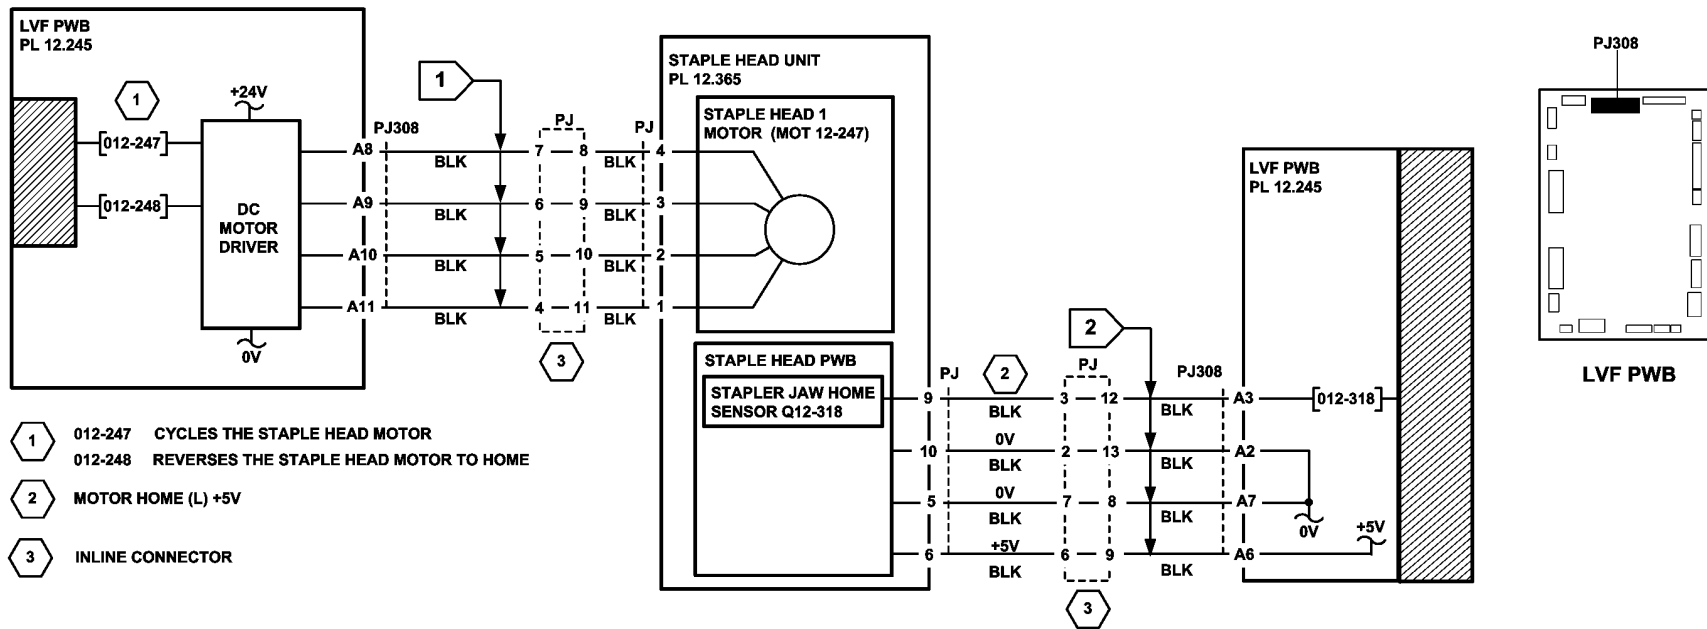 LVF PWB
PL 12.245
1
+24V
[012-247]
[012-248]
DC
MOTOR
DRIVER
0V
1
PJ308
A8
BLK
7
8
BLK
4
A9
BLK
6
9
BLK
3
A10
BLK
5
10
BLK
2
A11
BLK
4
11
BLK
1
PJ
PJ
3
STAPLE HEAD UNIT
PL 12.365
STAPLE HEAD 1
MOTOR (MOT 12-247)
STAPLE HEAD PWB
STAPLER JAW HOME
SENSOR Q12-318
PJ
2
PJ
2
PJ308
9
BLK
3
12
BLK
A3
[012-318]
10
0V
BLK
2
13
BLK
A2
5
0V
BLK
7
8
BLK
A7
0V
6
+5V
BLK
6
9
BLK
A6
+5V
3
LVF PWB
PL 12.245
PJ308
LVF PWB
1
012-247 CYCLES THE STAPLE HEAD MOTOR
012-248 REVERSES THE STAPLE HEAD MOTOR TO HOME
2
MOTOR HOME (L) +5V
3
INLINE CONNECTOR